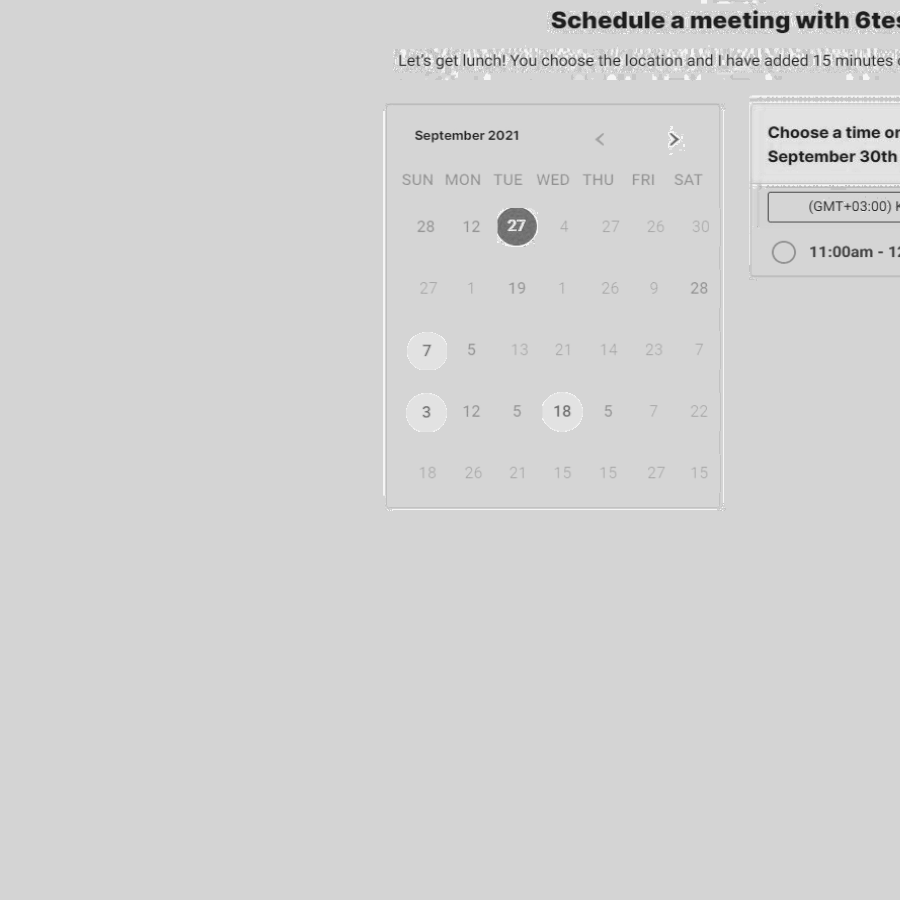 Schedule a meeting with 6tes
Let's get lunch! You choose the location and I have added 15 minutes
September 2021
SUN MON TUE WED THU FRI SAT
28 12 27 4 27 26 30
27 1 19 1 26 9 28
7 5 13 21 14 23 7
3 12 5 18 5 7 22
18 26 21 15 15 27 15
Choose a time on
September 30th
(GMT+03:00) K
11:00am - 12